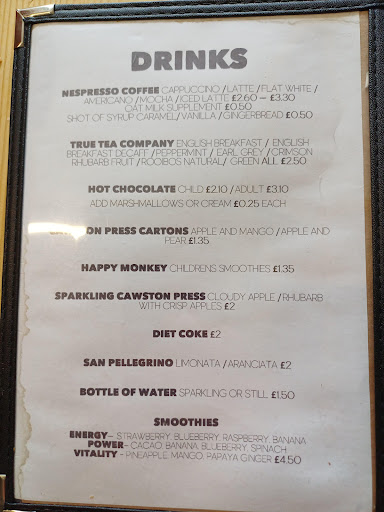 DRINKS
NESPRESSO COFFEE CAPPUCCINO / LATTE / FLAT WHITE /
AMERICANO / MOCHA / ICED LATTE £2.60 – £3.30
OAT MILK SUPPLEMENT £0.50
SHOT OF SYRUP CARAMEL / VANILLA / GINGERBREAD £0.50
TRUE TEA COMPANY ENGLISH BREAKFAST / ENGLISH
BREAKFAST DECAFF / PEPPERMINT / EARL GREY / CRIMSON
RHUBARB FRUIT / ROOIBOS NATURAL / GREEN ALL £2.50
HOT CHOCOLATE CHILD £2.10 / ADULT £3.10
ADD MARSHMALLOWS OR CREAM £0.25 EACH
ON PRESS CARTONS APPLE AND MANGO / APPLE AND
PEAR £1.35
HAPPY MONKEY CHILDRENS SMOOTHIES £1.35
SPARKLING CAWSTON PRESS CLOUDY APPLE / RHUBARB
WITH CRISP APPLES £2
DIET COKE £2
SAN PELLEGRINO LIMONATA / ARANCIATA £2
BOTTLE OF WATER SPARKLING OR STILL £1.50
SMOOTHIES
ENERGY – STRAWBERRY, BLUEBERRY, RASPBERRY, BANANA
POWER – CACAO, BANANA, BLUEBERRY, SPINACH
VITALITY – PINEAPPLE, MANGO, PAPAYA GINGER £4.50